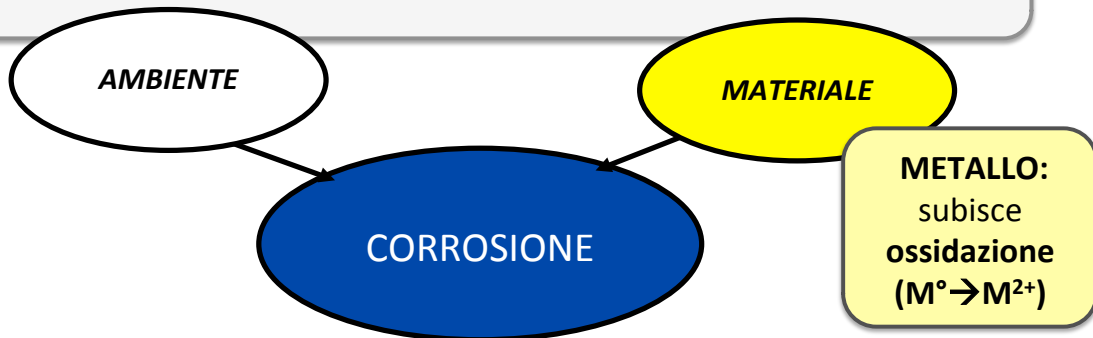 AMBIENTE
MATERIALE
CORROSIONE
METALLO:
subisce
ossidazione
(M°→M²⁺)